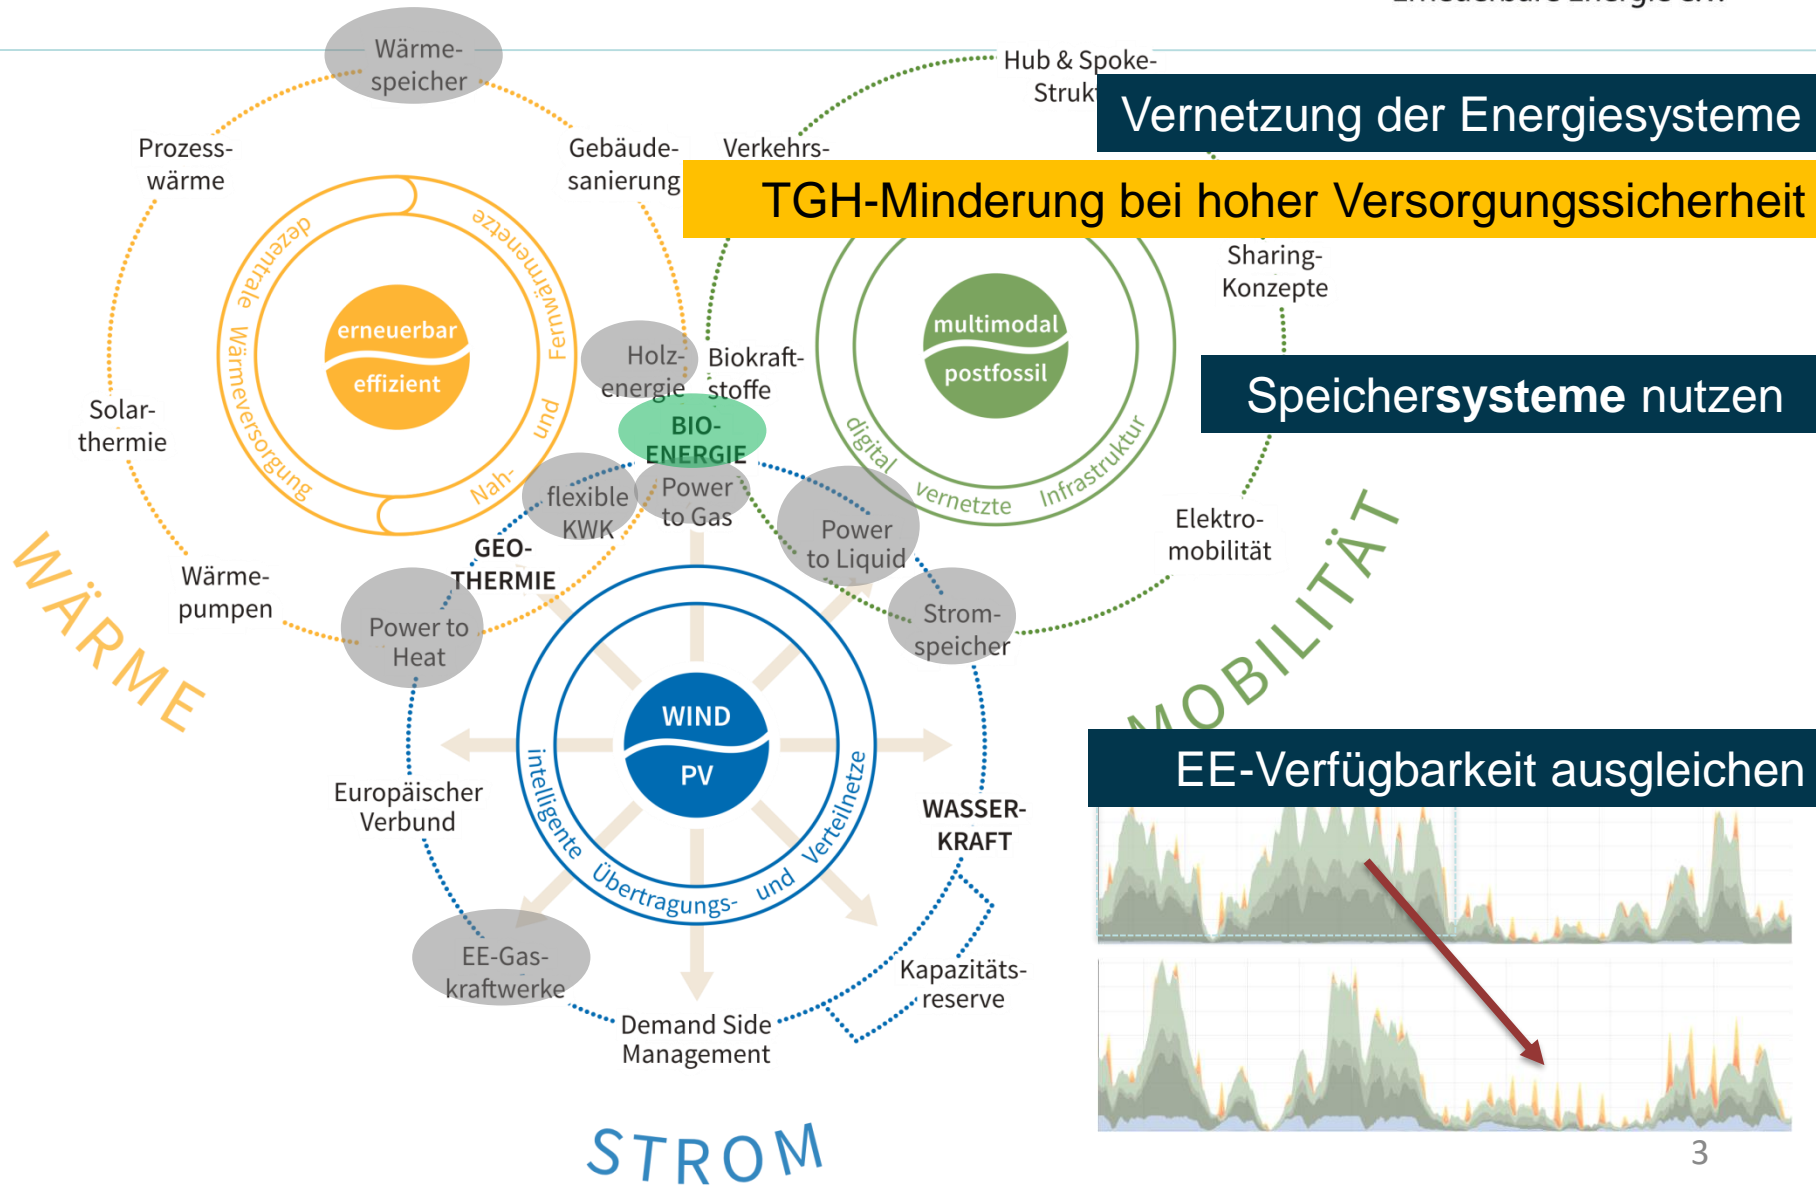 Wärme-
speicher
Hub & Spoke-
Vernetzung der Energiesysteme
Prozess-
wärme
Gebäude-
sanierung
Verkehrs-
TGH-Minderung bei hoher Versorgungssicherheit
Sharing-
Konzepte
dezentrale Wärmeversorgung
Nah- und Fernwärmenetze
erneuerbar
effizient
multimodal
postfossil
digital vernetzte Infrastruktur
Holz-
energie
Biokraft-
stoffe
Speichersysteme nutzen
Solar-
thermie
BIO-
ENERGIE
flexible
KWK
Power
to Gas
Power
to Liquid
Elektro-
mobilität
GEO-
THERMIE
Wärme-
pumpen
Power to
Heat
Strom-
speicher
WÄRME
MOBILITÄT
WIND
PV
intelligente Übertragungs- und Verteilnetze
EE-Verfügbarkeit ausgleichen
Europäischer
Verbund
WASSER-
KRAFT
EE-Gas-
kraftwerke
Kapazitäts-
reserve
Demand Side
Management
STROM
3